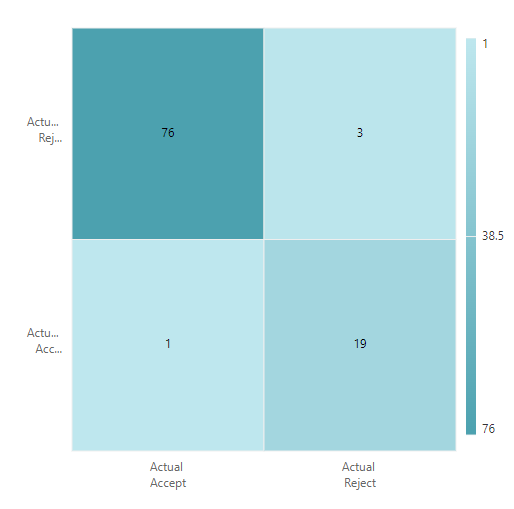 1
Actu...
Rej...
76
3
38.5
Actu...
Acc...
1
19
76
Actual
Accept
Actual
Reject